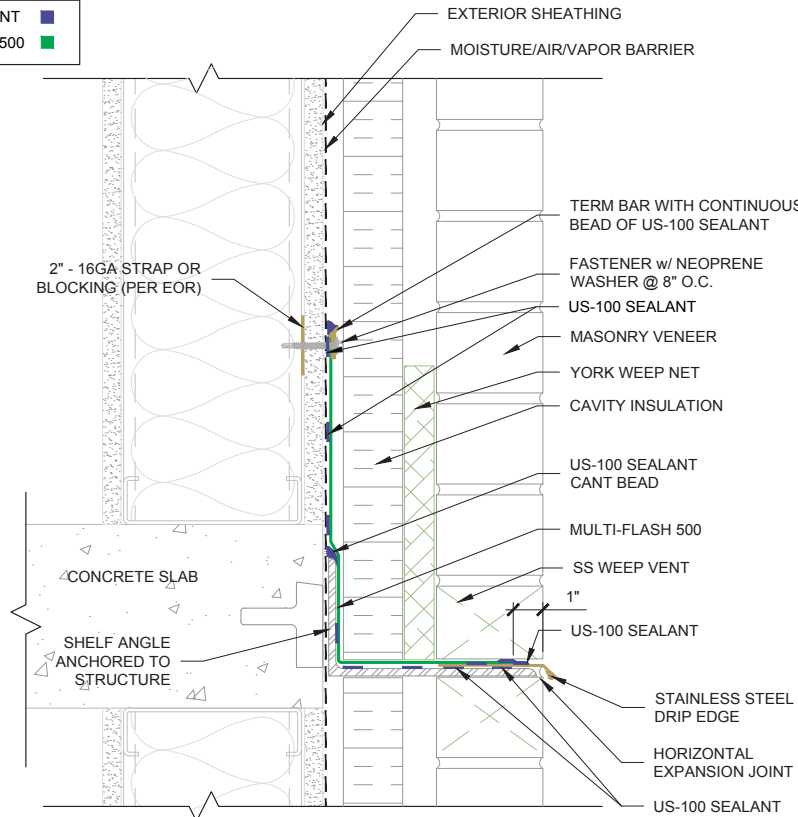 NT
500
EXTERIOR SHEATHING
MOISTURE/AIR/VAPOR BARRIER
TERM BAR WITH CONTINUOUS
BEAD OF US-100 SEALANT
2" - 16GA STRAP OR
BLOCKING (PER EOR)
FASTENER w/ NEOPRENE
WASHER @ 8" O.C.
US-100 SEALANT
MASONRY VENEER
YORK WEEP NET
CAVITY INSULATION
US-100 SEALANT
CANT BEAD
MULTI-FLASH 500
CONCRETE SLAB
SS WEEP VENT
1"
US-100 SEALANT
SHELF ANGLE
ANCHORED TO
STRUCTURE
STAINLESS STEEL
DRIP EDGE
HORIZONTAL
EXPANSION JOINT
US-100 SEALANT